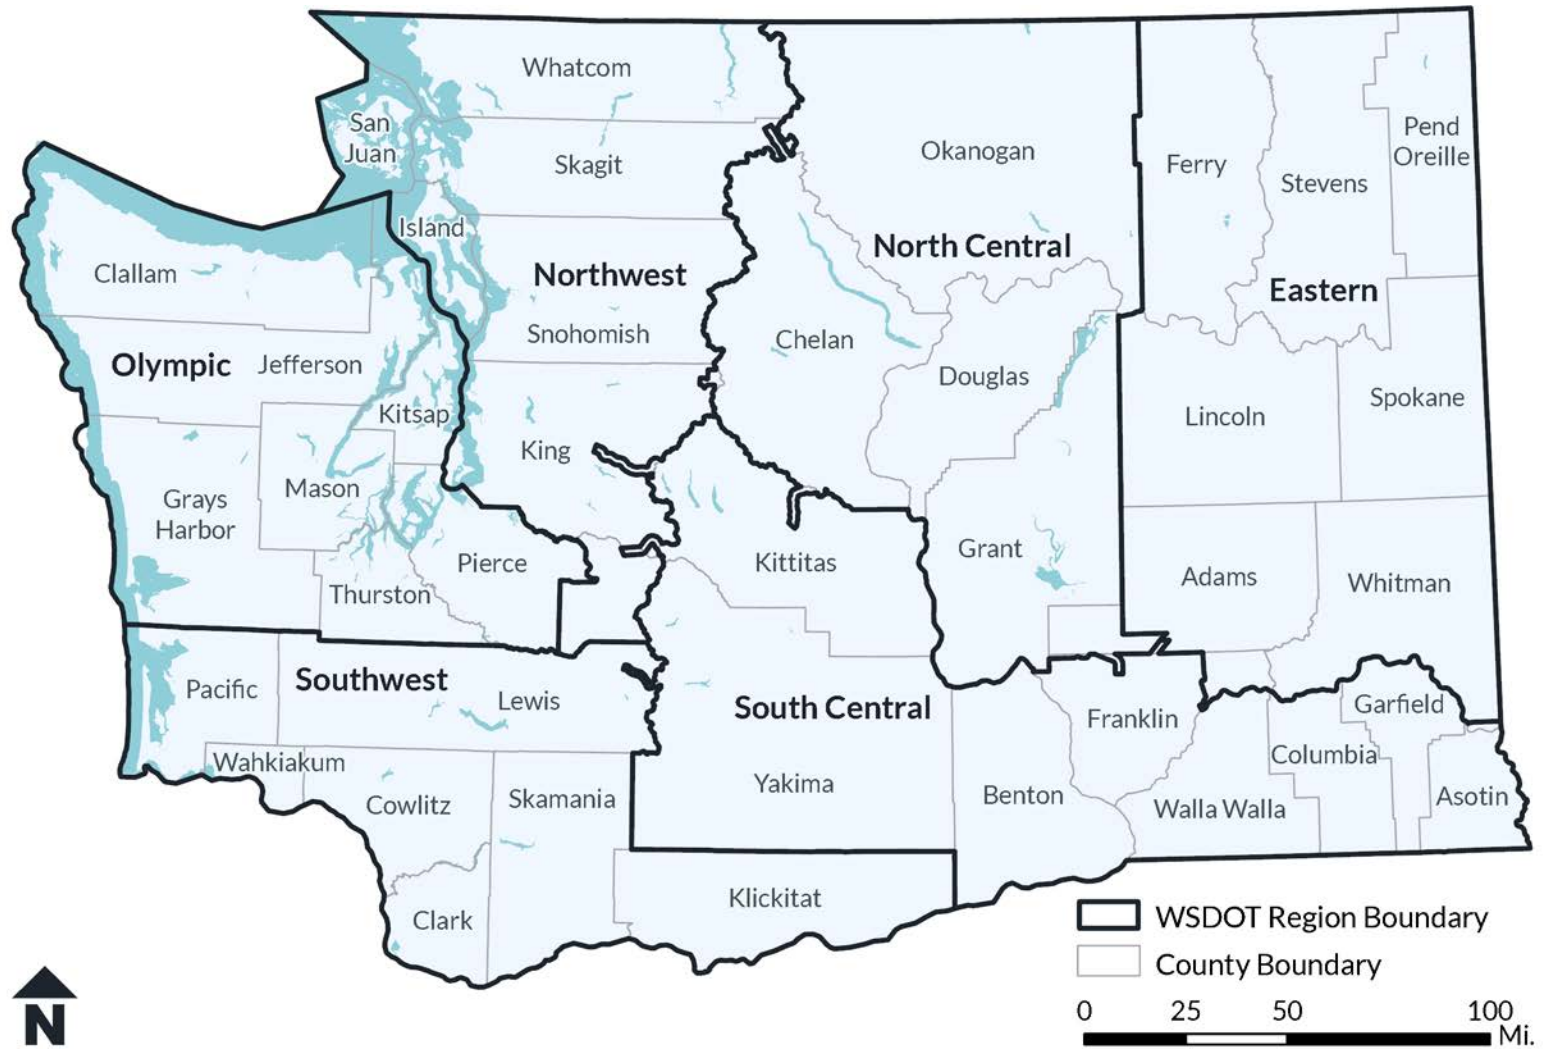 Whatcom
San
Juan
Skagit
Okanogan
Ferry
Stevens
Pend
Oreille
Island
Clallam
Northwest
North Central
Eastern
Snohomish
Chelan
Olympic
Jefferson
Kitsap
Douglas
Lincoln
Spokane
King
Mason
Grays
Harbor
Pierce
Thurston
Kittitas
Grant
Adams
Whitman
Pacific
Southwest
Lewis
South Central
Franklin
Garfield
Columbia
Wahkiakum
Cowlitz
Skamania
Yakima
Benton
Walla Walla
Asotin
Clark
Klickitat
WSDOT Region Boundary
County Boundary
N
0 25 50 100
Mi.